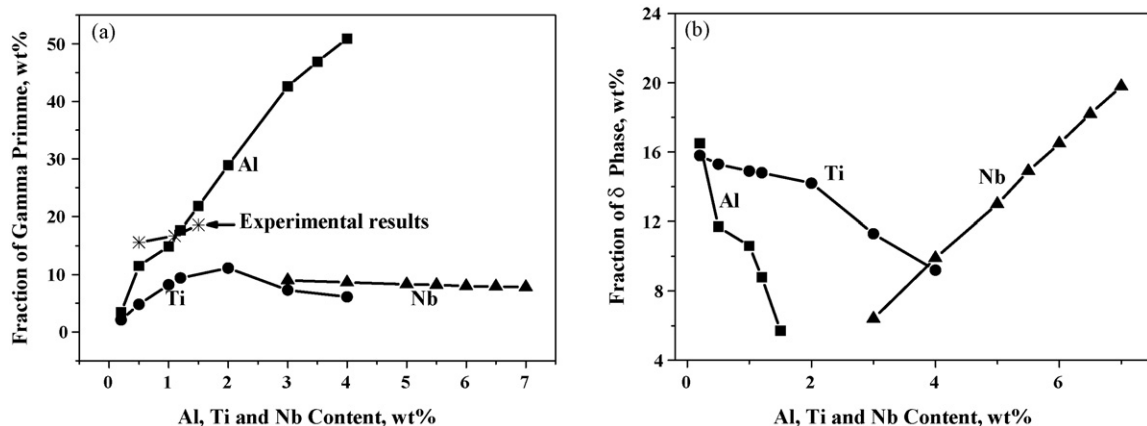 (a)
Fraction of Gamma Primme, wt%
50
40
30
20
10
0
Al
Experimental results
Ti
Nb
0 1 2 3 4 5 6 7
Al, Ti and Nb Content, wt%
(b)
Fraction of δ Phase, wt%
24
20
16
12
8
4
Ti
Nb
Al
0 2 4 6
Al, Ti and Nb Content, wt%